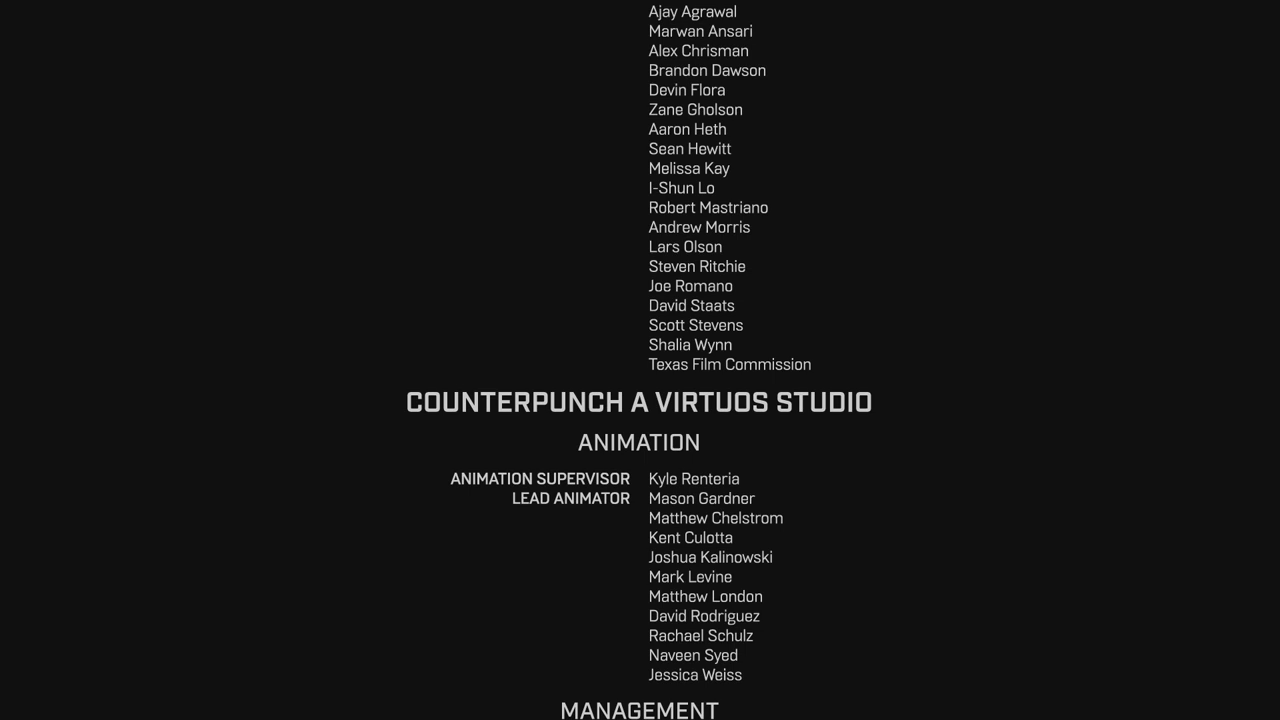 Ajay Agrawal
Marwan Ansari
Alex Chrisman
Brandon Dawson
Devin Flora
Zane Gholson
Aaron Heth
Sean Hewitt
Melissa Kay
I-Shun Lo
Robert Mastriano
Andrew Morris
Lars Olson
Steven Ritchie
Joe Romano
David Staats
Scott Stevens
Shalia Wynn
Texas Film Commission
COUNTERPUNCH A VIRTUOS STUDIO
ANIMATION
ANIMATION SUPERVISOR Kyle Renteria
LEAD ANIMATOR Mason Gardner
Matthew Chelstrom
Kent Culotta
Joshua Kalinowski
Mark Levine
Matthew London
David Rodriguez
Rachael Schulz
Naveen Syed
Jessica Weiss
MANAGEMENT